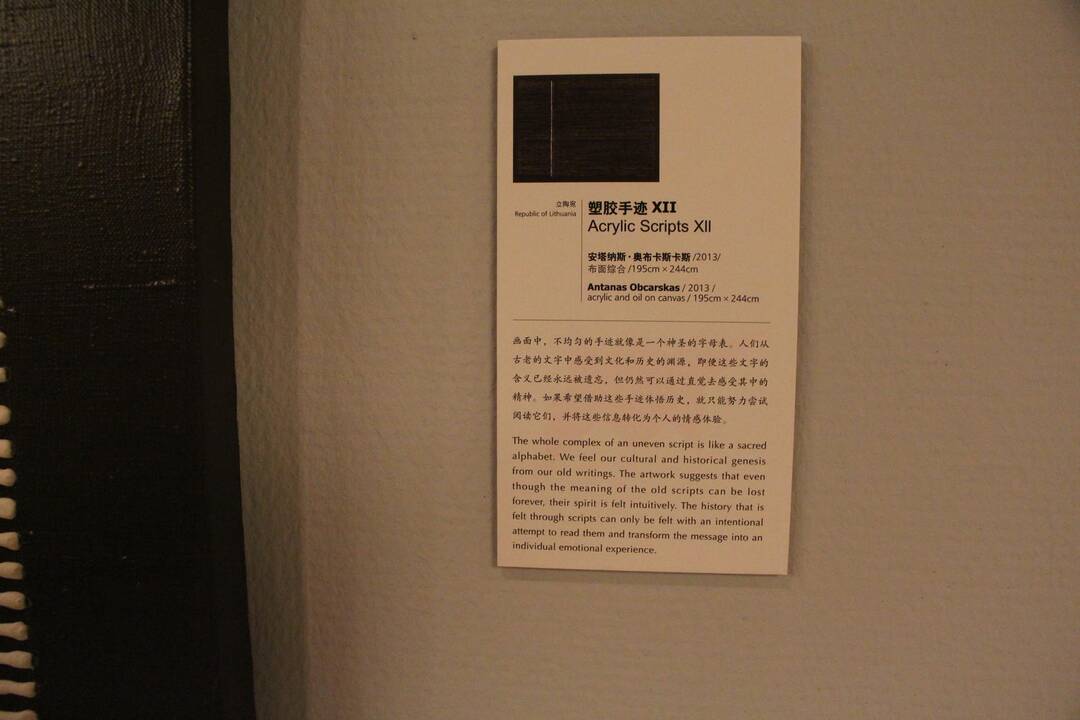 立陶宛
Republic of Lithuania
塑胶手迹 XII
Acrylic Scripts XII
安塔纳斯·奥布卡斯卡斯 /2013/
布面综合 /195cm × 244cm
Antanas Obcarskas / 2013 /
acrylic and oil on canvas / 195cm × 244cm
画面中，不均匀的手迹就像是一个神圣的字母表。人们从
古老的文字中感受到文化和历史的渊源，即使这些文字的
含义已经永远被遗忘，但仍然可以通过直觉去感受其中的
精神。如果希望借助这些手迹体悟历史，就只能努力尝试
阅读它们，并将这些信息转化为个人的情感体验。
The whole complex of an uneven script is like a sacred
alphabet. We feel our cultural and historical genesis
from our old writings. The artwork suggests that even
though the meaning of the old scripts can be lost
forever, their spirit is felt intuitively. The history that is
felt through scripts can only be felt with an intentional
attempt to read them and transform the message into an
individual emotional experience.